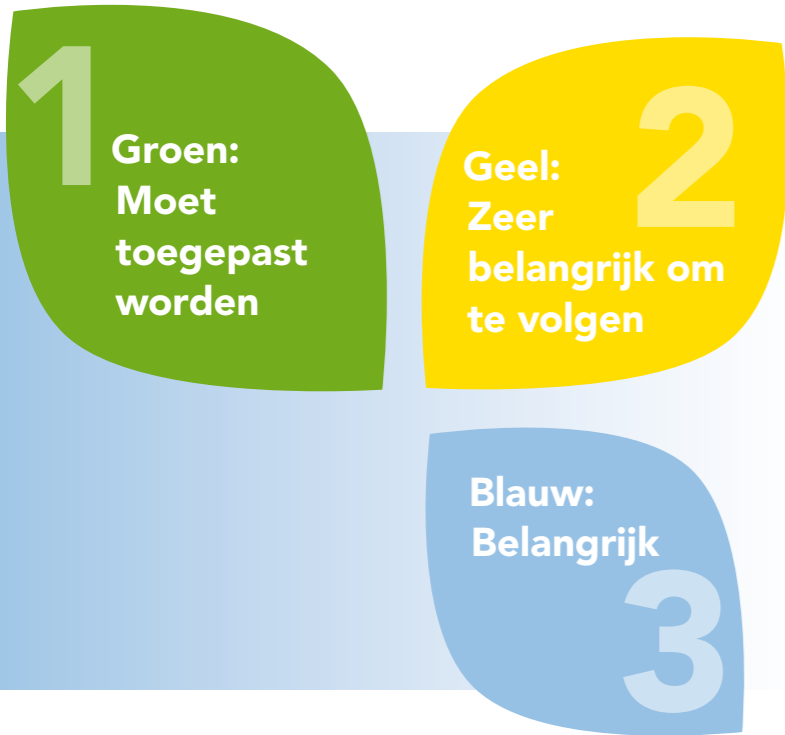 1
Groen:
Moet
toegepast
worden
2
Geel:
Zeer
belangrijk om
te volgen
Blauw:
Belangrijk
3